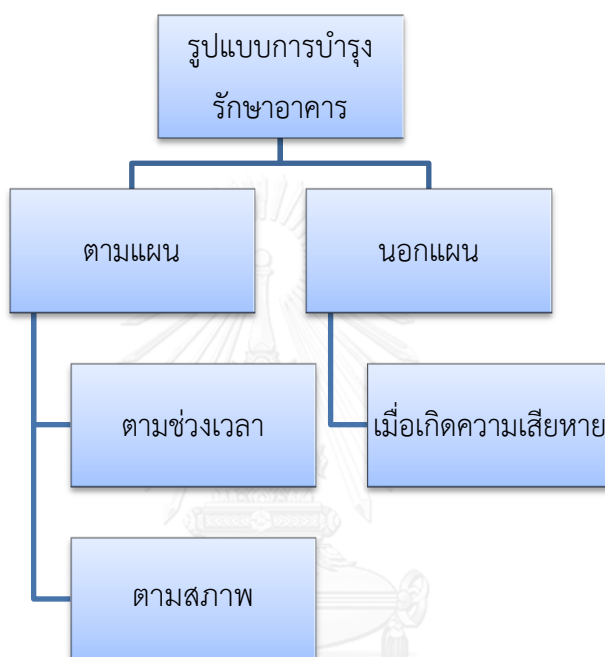 รูปแบบการบำรุง
รักษาอาคาร
ตามแผน
นอกแผน
ตามช่วงเวลา
เมื่อเกิดความเสียหาย
ตามสภาพ